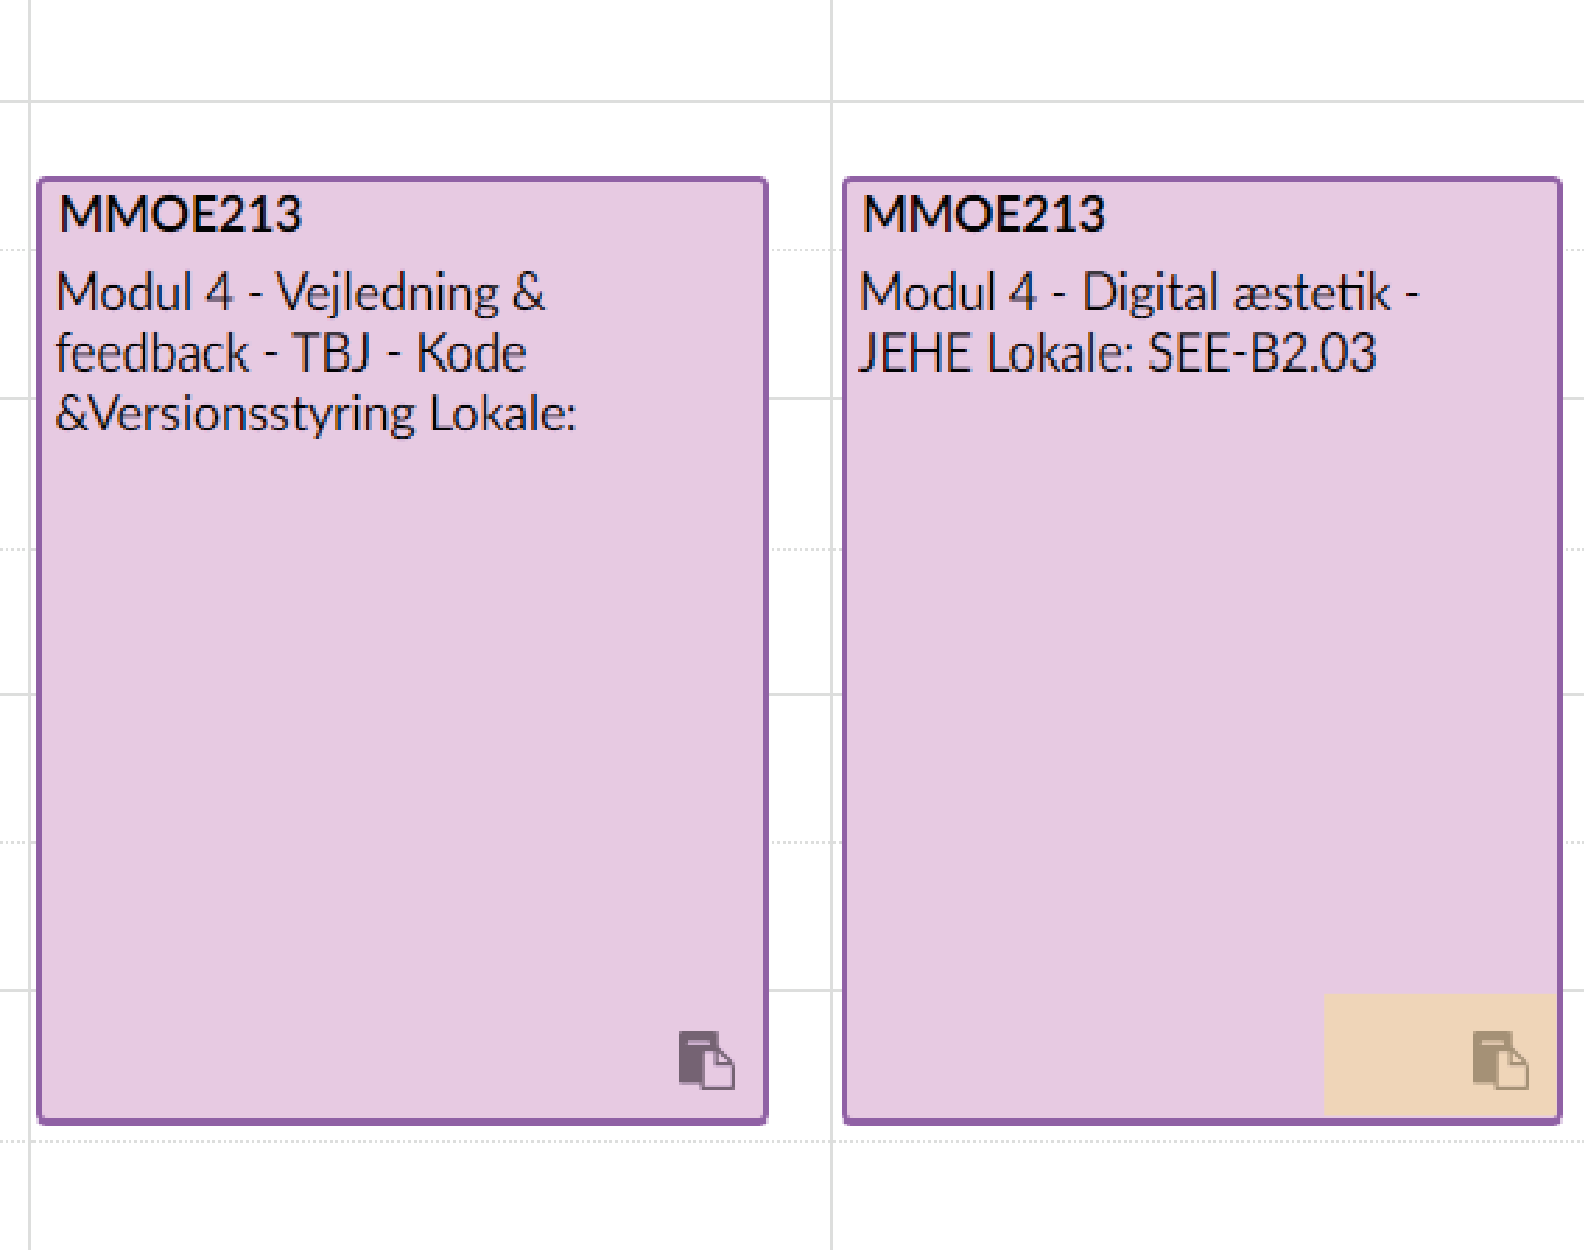 MMOE213
Modul 4 - Vejledning &
feedback - TBJ - Kode
&Versionsstyring Lokale:
MMOE213
Modul 4 - Digital æstetik -
JEHE Lokale: SEE-B2.03